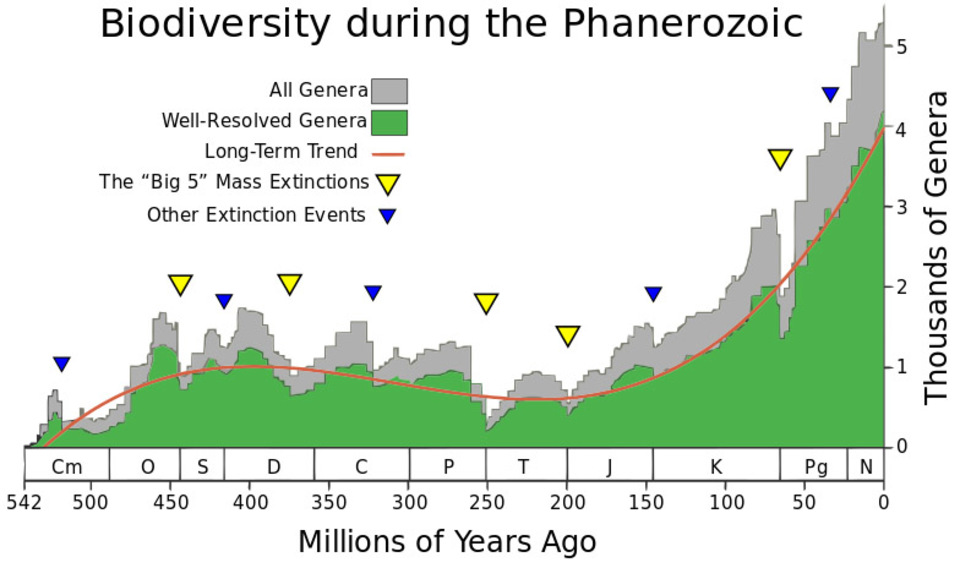 Biodiversity during the Phanerozoic
All Genera
Well-Resolved Genera
Long-Term Trend
The “Big 5” Mass Extinctions
Other Extinction Events
5
4
3
2
1
0
Thousands of Genera
Cm O S D C P T J K Pg N
542 500 450 400 350 300 250 200 150 100 50 0
Millions of Years Ago